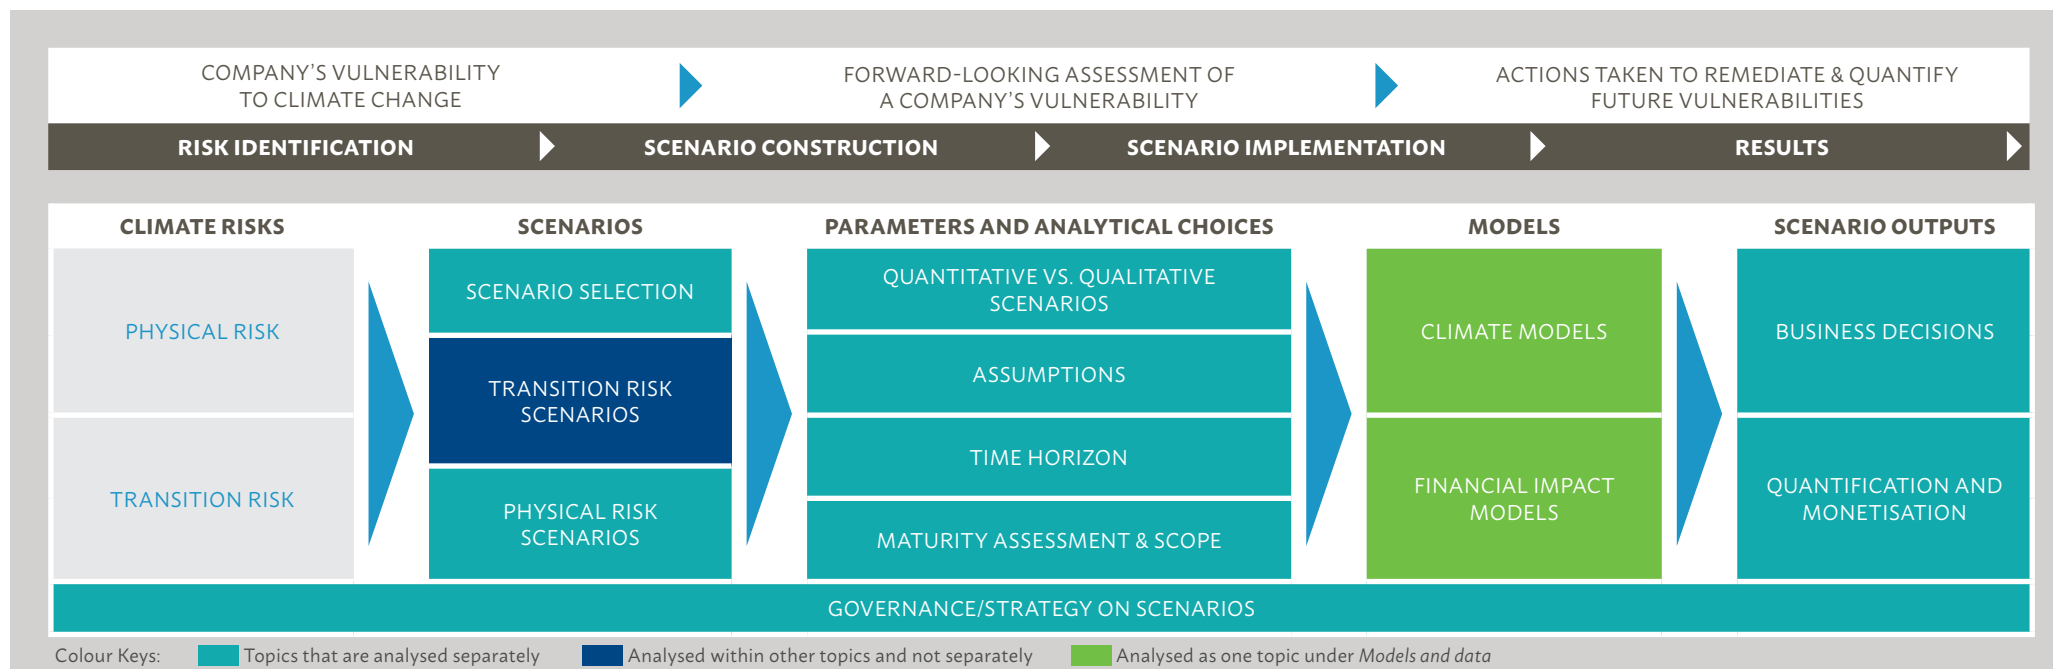 COMPANY'S VULNERABILITY
TO CLIMATE CHANGE
FORWARD-LOOKING ASSESSMENT OF
A COMPANY'S VULNERABILITY
ACTIONS TAKEN TO REMEDIATE & QUANTIFY
FUTURE VULNERABILITIES
RISK IDENTIFICATION
SCENARIO CONSTRUCTION
SCENARIO IMPLEMENTATION
RESULTS
CLIMATE RISKS
PHYSICAL RISK
TRANSITION RISK
SCENARIOS
SCENARIO SELECTION
TRANSITION RISK
SCENARIOS
PHYSICAL RISK
SCENARIOS
PARAMETERS AND ANALYTICAL CHOICES
QUANTITATIVE VS. QUALITATIVE
SCENARIOS
ASSUMPTIONS
TIME HORIZON
MATURITY ASSESSMENT & SCOPE
MODELS
CLIMATE MODELS
FINANCIAL IMPACT
MODELS
SCENARIO OUTPUTS
BUSINESS DECISIONS
QUANTIFICATION AND
MONETISATION
GOVERNANCE/STRATEGY ON SCENARIOS
Colour Keys:
Topics that are analysed separately
Analysed within other topics and not separately
Analysed as one topic under Models and data